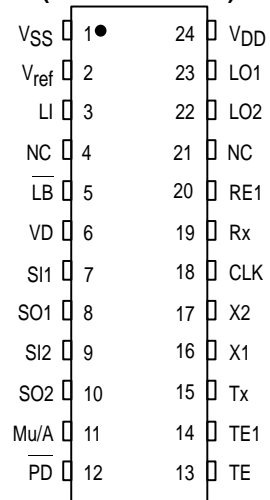 VSS 1 24 VDD
Vref 2 23 LO1
LI 3 22 LO2
NC 4 21 NC
LB 5 20 RE1
VD 6 19 Rx
SI1 7 18 CLK
SO1 8 17 X2
SI2 9 16 X1
SO2 10 15 Tx
Mu/A 11 14 TE1
PD 12 13 TE